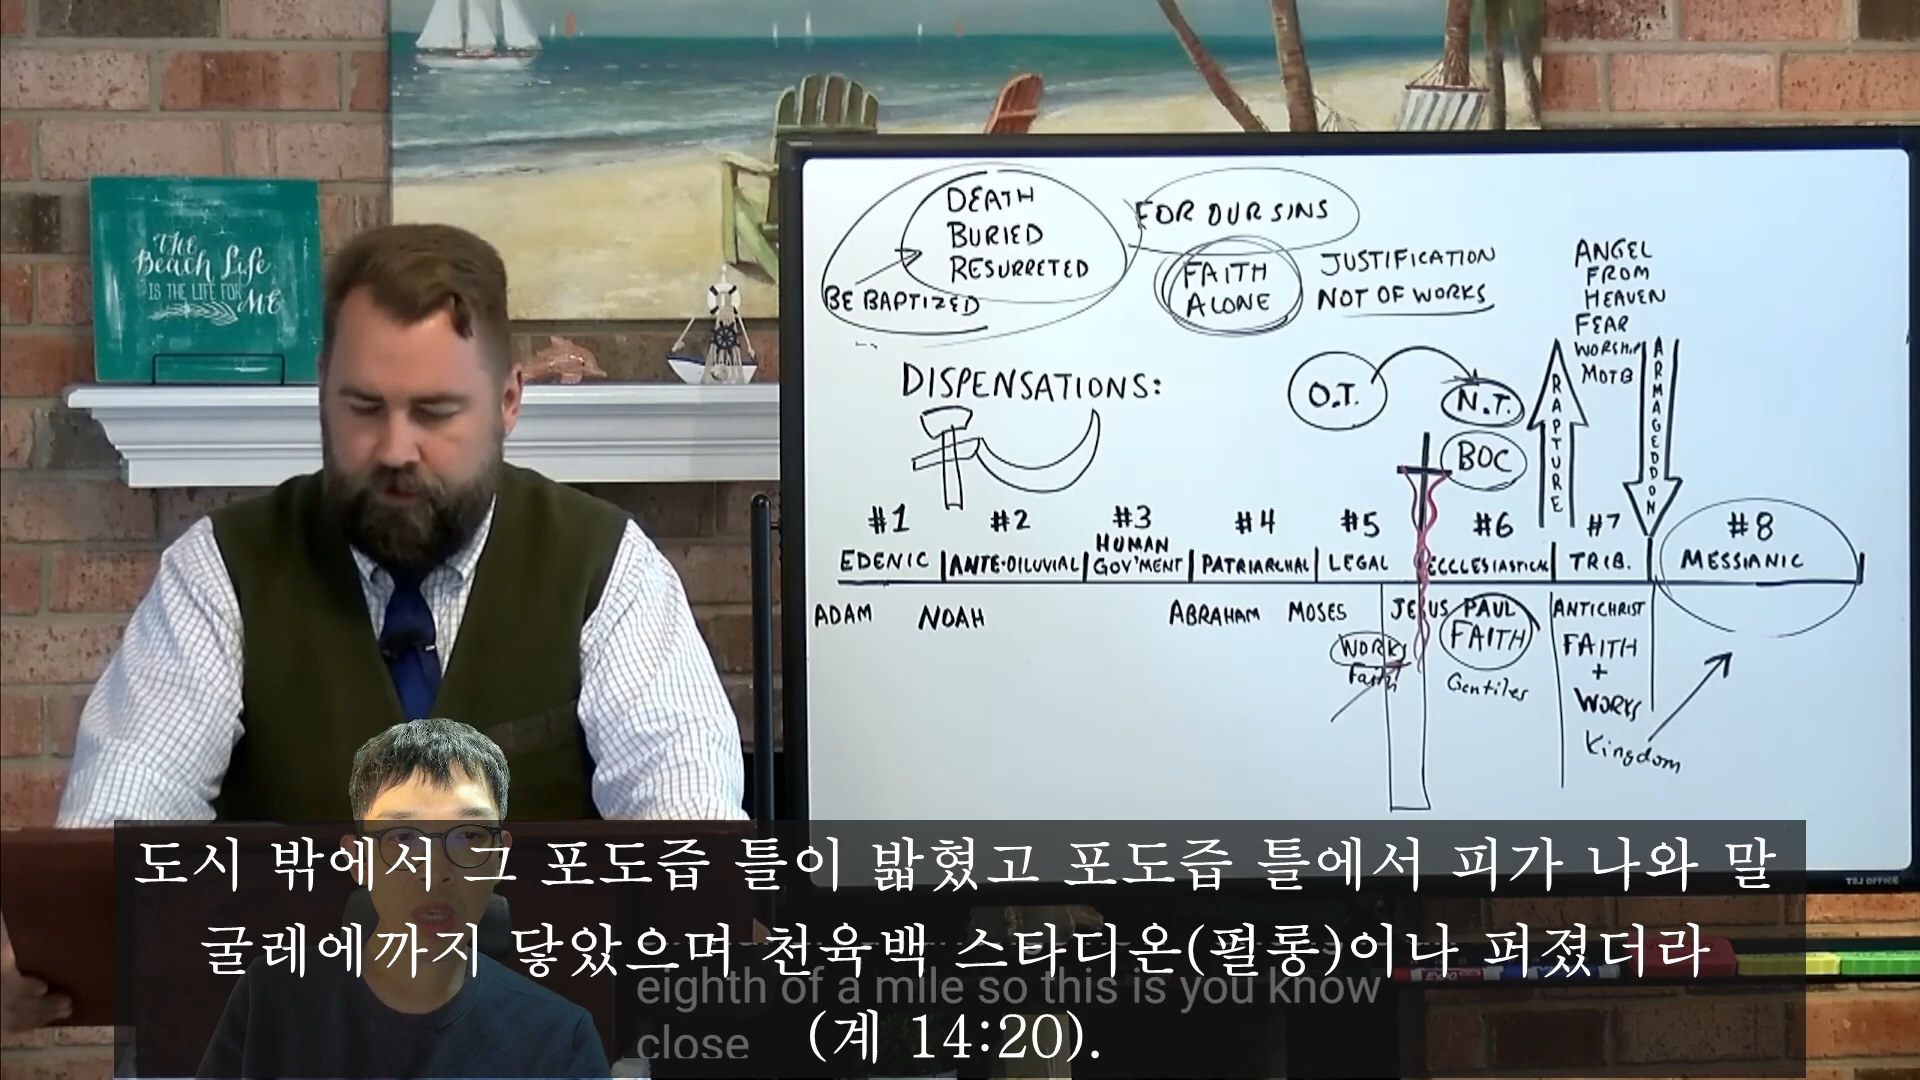 The
Beach Life
IS THE LIFE FOR
ME
DEATH
BURIED
RESURRETED
BE BAPTIZED
FOR OUR SINS
FAITH
ALONE
JUSTIFICATION
NOT OF WORKS
ANGEL
FROM
HEAVEN
FEAR
WORSHIP
MOTB
RAPTURE
ARMAGEDDON
DISPENSATIONS:
O.T.
N.T.
BOC
#1
EDENIC
#2
ANTE-DILUVIAL
#3
HUMAN
GOV'MENT
#4
PATRIARCHAL
#5
LEGAL
#6
ECCLESIASTICAL
#7
TRIB.
#8
MESSIANIC
ADAM
NOAH
ABRAHAM
MOSES
JESUS
PAUL
ANTICHRIST
WORKS
Faith
FAITH
Gentiles
FAITH
+
WORKS
Kingdom
TSJ OFFICE
EXPO
도시 밖에서 그 포도즙 틀이 밟혔고 포도즙 틀에서 피가 나와 말
굴레에까지 닿았으며 천육백 스타디온(펄롱)이나 퍼졌더라
(계 14:20).
eighth of a mile so this is you know
close